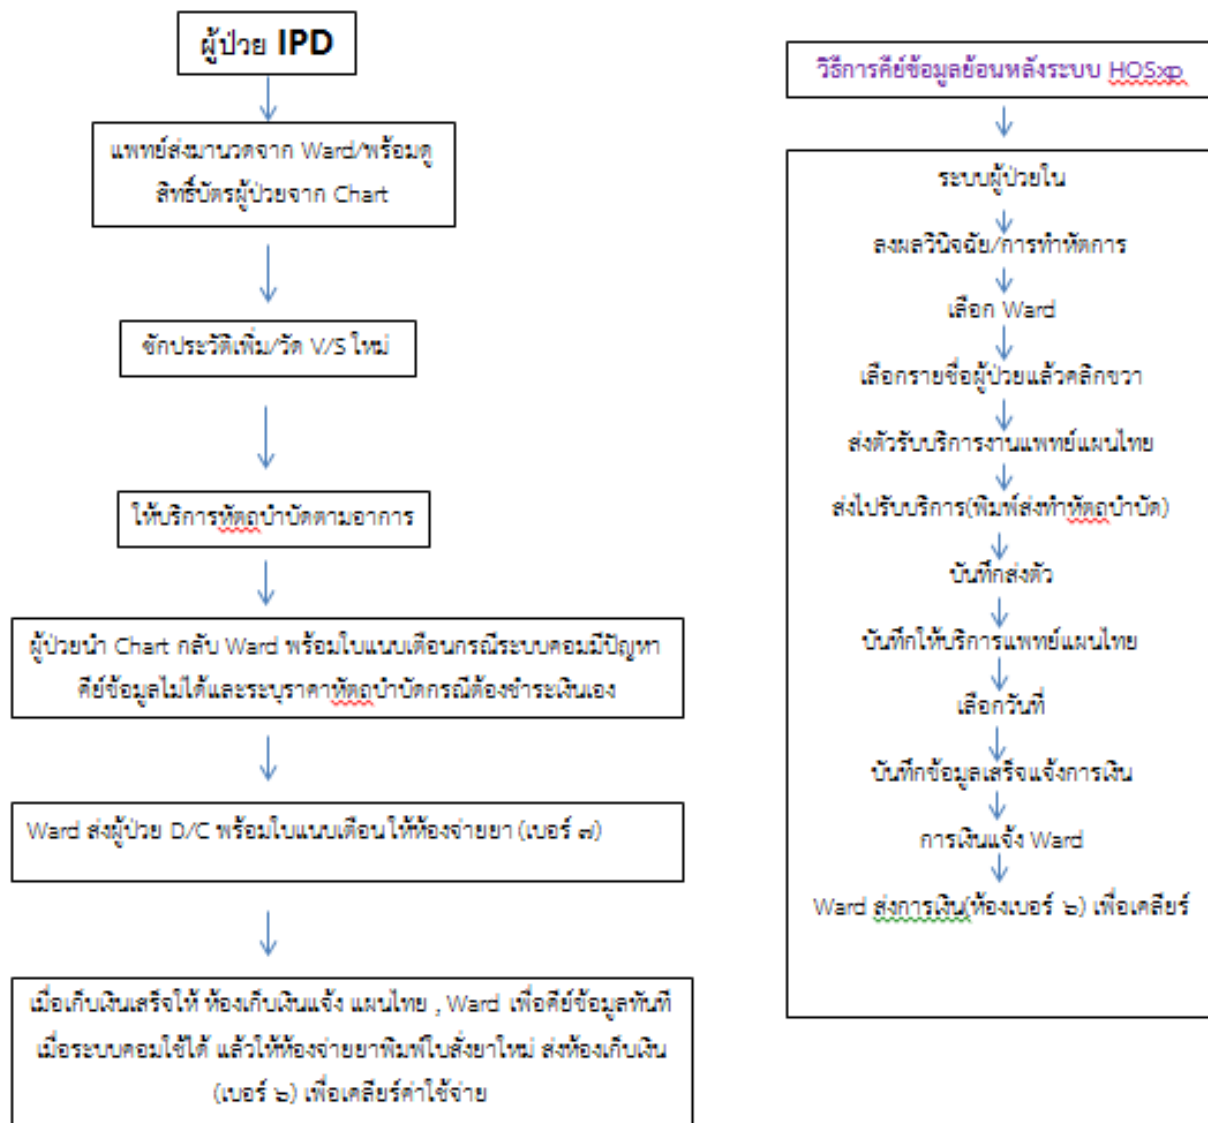 ผู้ป่วย IPD
แพทย์ส่งมานวดจาก Ward/พร้อมดู
สิทธิ์บัตรผู้ป่วยจาก Chart
ซักประวัติเพิ่ม/วัด V/S ใหม่
ให้บริการหัตถบำบัดตามอาการ
ผู้ป่วยนำ Chart กลับ Ward พร้อมใบแนบเตือนกรณีระบบคอมมีปัญหา
คีย์ข้อมูลไม่ได้และระบุราคาหัตถบำบัดกรณีต้องชำระเงินเอง
Ward ส่งผู้ป่วย D/C พร้อมใบแนบเตือน ให้ห้องจ่ายยา (เบอร์ ๗)
เมื่อเก็บเงินเสร็จให้ ห้องเก็บเงินแจ้ง แผนไทย , Ward เพื่อคีย์ข้อมูลทันที
เมื่อระบบคอมใช้ได้ แล้วให้ห้องจ่ายยาพิมพ์ใบสั่งยาใหม่ ส่งห้องเก็บเงิน
(เบอร์ ๖) เพื่อเคลียร์ค่าใช้จ่าย
วิธีการคีย์ข้อมูลย้อนหลังระบบ HOSxp
ระบบผู้ป่วยใน
ลงผลวินิจฉัย/การทำหัตการ
เลือก Ward
เลือกรายชื่อผู้ป่วยแล้วคลิกขวา
ส่งตัวรับบริการงานแพทย์แผนไทย
ส่งไปรับบริการ(พิมพ์ส่งทำหัตถบำบัด)
บันทึกส่งตัว
บันทึกให้บริการแพทย์แผนไทย
เลือกวันที่
บันทึกข้อมูลเสร็จแจ้งการเงิน
การเงินแจ้ง Ward
Ward ส่งการเงิน(ห้องเบอร์ ๖) เพื่อเคลียร์